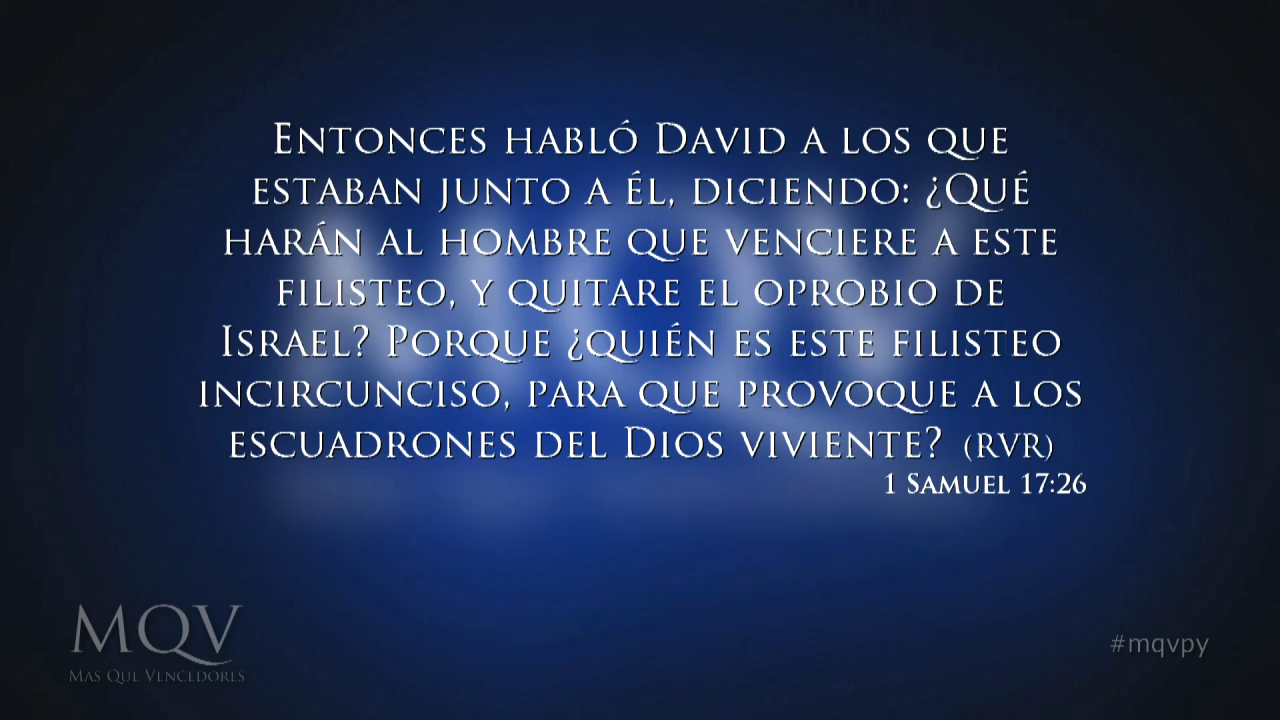 Entonces habló David a los que
estaban junto a él, diciendo: ¿Qué
harán al hombre que venciere a este
filisteo, y quitare el oprobio de
Israel? Porque ¿quién es este filisteo
incircunciso, para que provoque a los
escuadrones del Dios viviente? (RVR)
1 Samuel 17:26
MQV
Mas Que Vencedores
#mqvpy